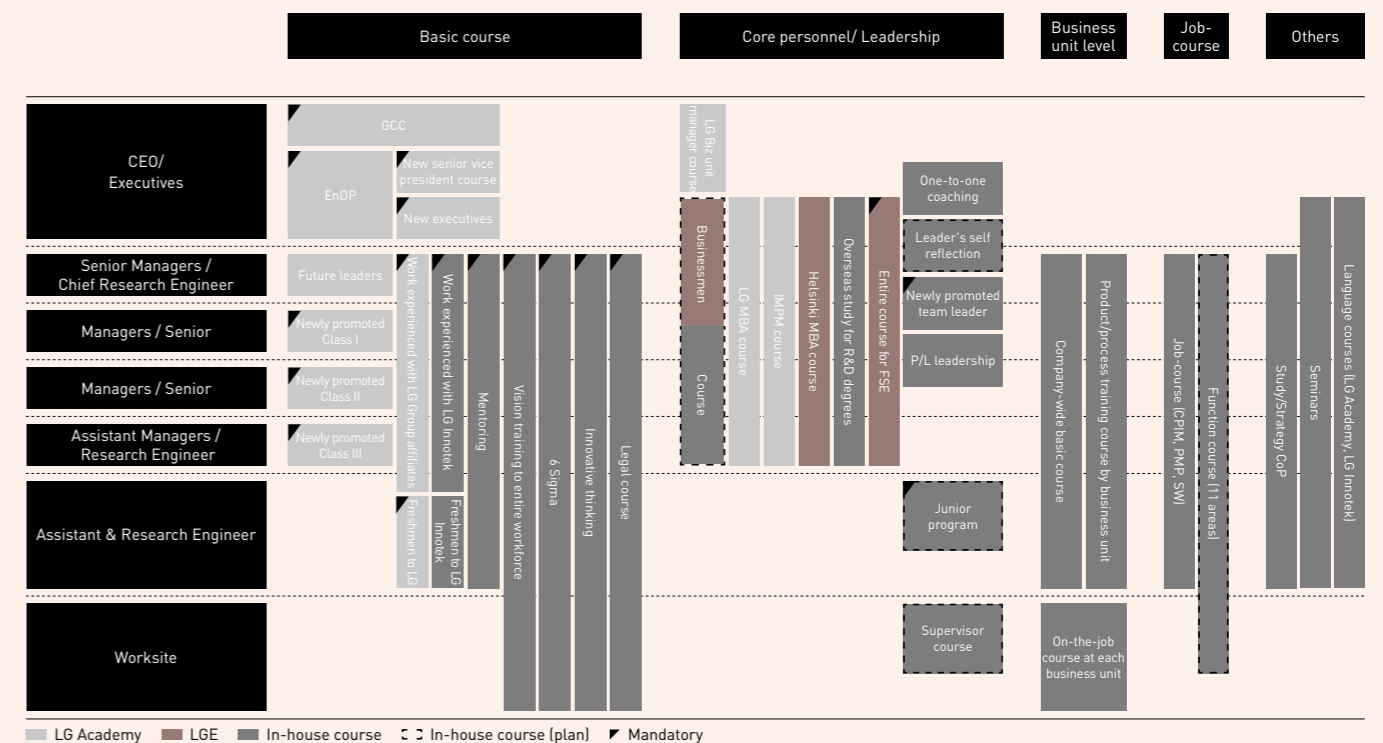 Basic course
Core personnel/ Leadership
Business
unit level
Job-
course
Others
CEO/
Executives
GCC
EnDP
New senior vice
president course
New executives
LG Biz unit
manager course
One-to-one
coaching
Leader's self
reflection
Senior Managers /
Chief Research Engineer
Future leaders
Managers / Senior
Newly promoted
Class I
Managers / Senior
Newly promoted
Class II
Assistant Managers /
Research Engineer
Newly promoted
Class III
Work experienced with LG Group affiliates
Work experienced with LG Innotek
Mentoring
Vision training to entire workforce
6 Sigma
Innovative thinking
Legal course
Freshmen to LG
Freshmen to LG
Innotek
Businessmen
Course
LG MBA course
IMPM course
Helsinki MBA course
Overseas study for R&D degrees
Entire course for FSE
Newly promoted
team leader
P/L leadership
Company-wide basic course
Product/process training course by business unit
Job-course (CPIM, PMP, SW)
Function course (11 areas)
Study/Strategy CoP
Seminars
Language courses (LG Academy, LG Innotek)
Assistant & Research Engineer
Junior
program
Worksite
Supervisor
course
On-the-job
course at each
business unit
LG Academy
LGE
In-house course
In-house course (plan)
Mandatory